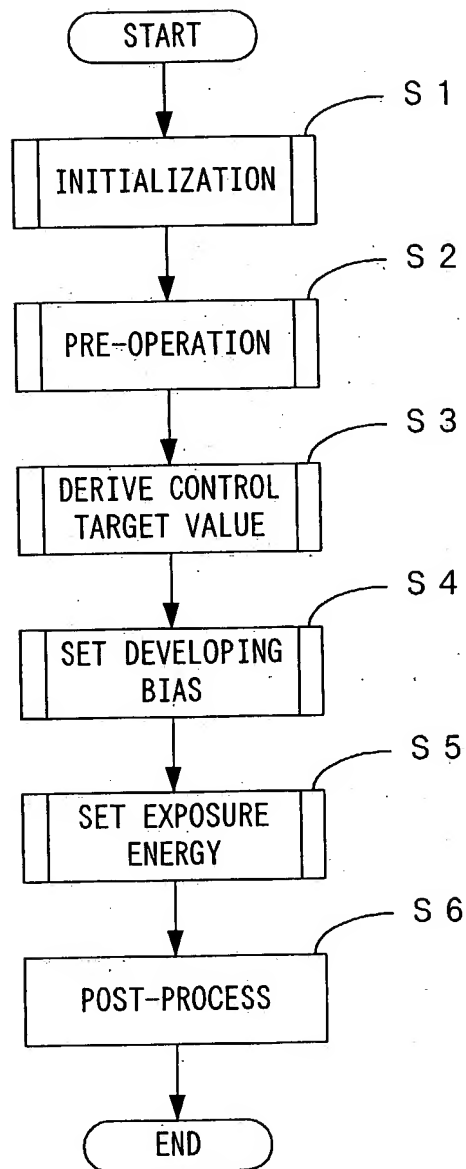 START
S 1
INITIALIZATION
S 2
PRE-OPERATION
S 3
DERIVE CONTROL
TARGET VALUE
S 4
SET DEVELOPING
BIAS
S 5
SET EXPOSURE
ENERGY
S 6
POST-PROCESS
END